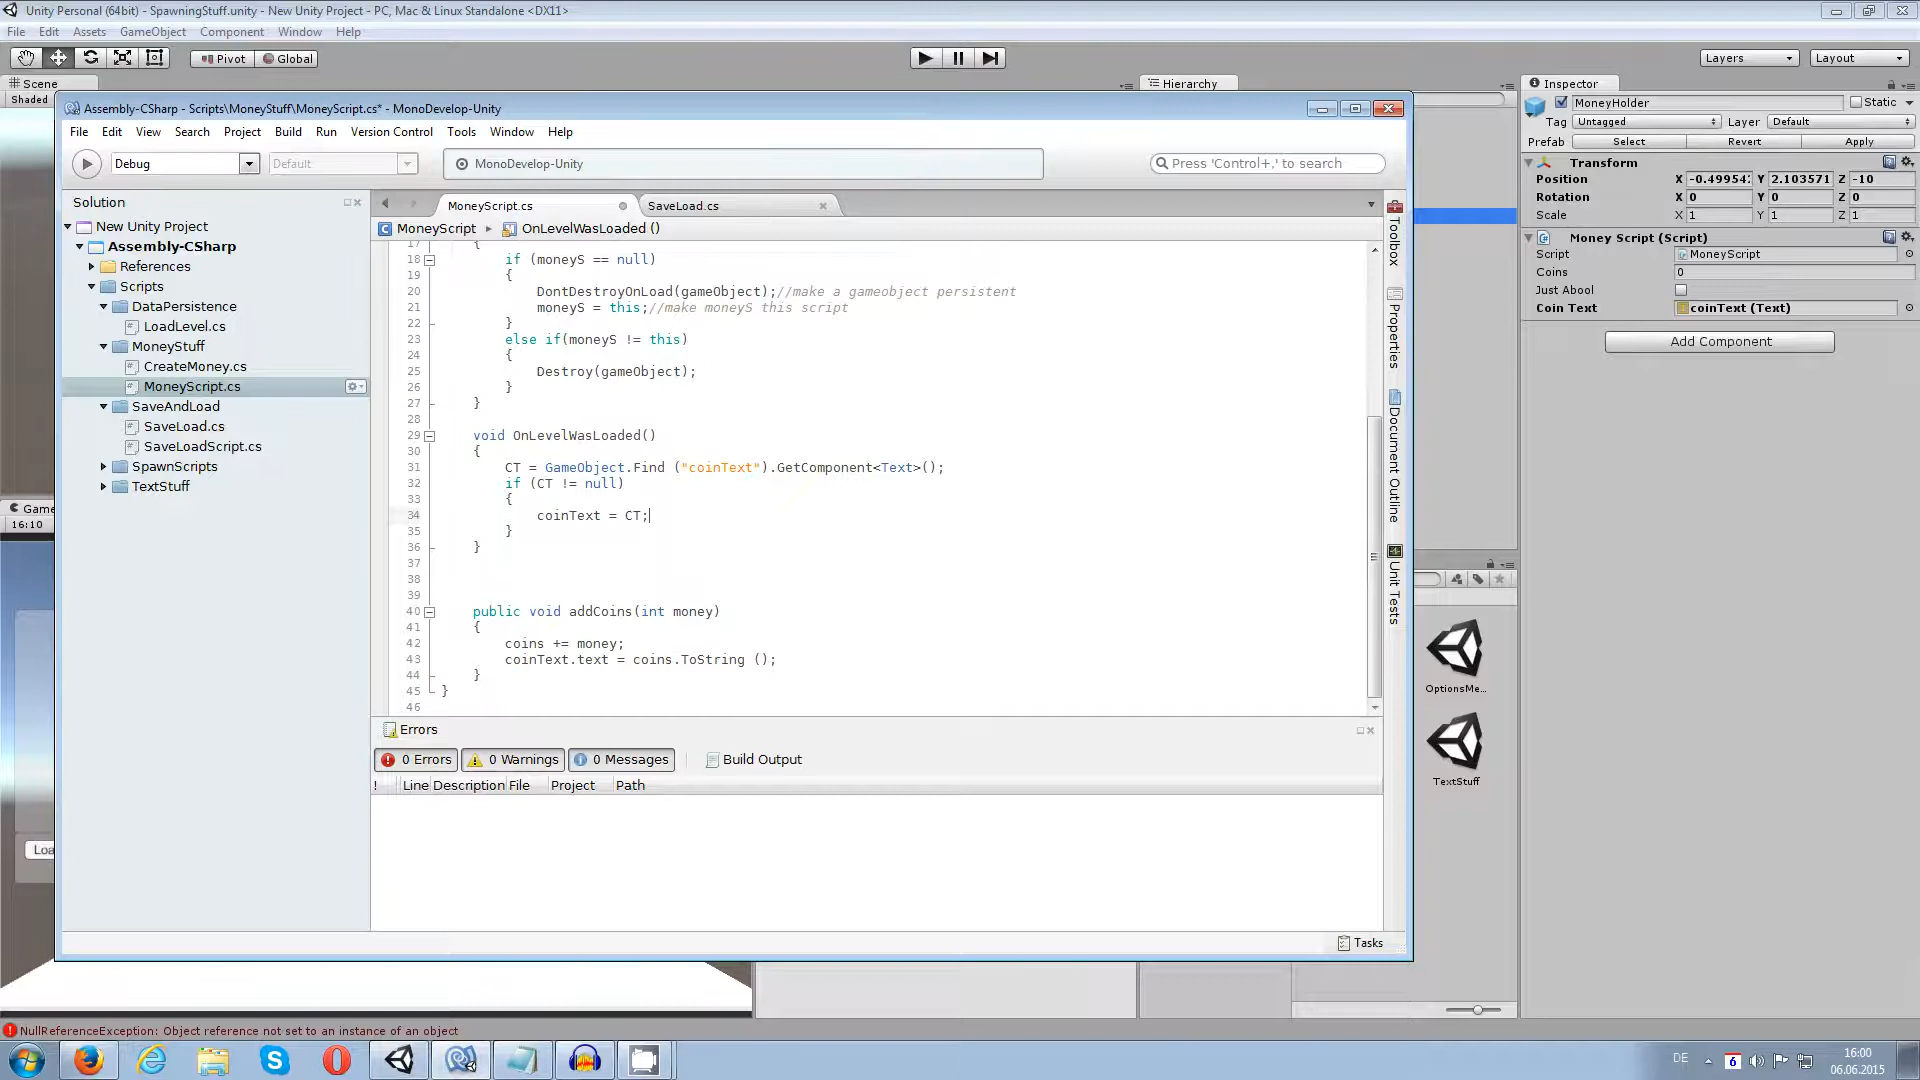 Unity Personal (64bit) - SpawningStuff.unity - New Unity Project - PC, Mac & Linux Standalone <DX11>
File Edit Assets GameObject Component Window Help
Pivot Global Layers Layout
Scene Hierarchy Inspector
Shaded
Assembly-CSharp - Scripts\MoneyStuff\MoneyScript.cs* - MonoDevelop-Unity
File Edit View Search Project Build Run Version Control Tools Window Help
Debug Default MonoDevelop-Unity Press 'Control+,' to search
Solution
New Unity Project
Assembly-CSharp
References
Scripts
DataPersistence
LoadLevel.cs
MoneyStuff
CreateMoney.cs
MoneyScript.cs
SaveAndLoad
SaveLoad.cs
SaveLoadScript.cs
SpawnScripts
TextStuff
MoneyScript.cs SaveLoad.cs
MoneyScript OnLevelWasLoaded ()
17 {
18 if (moneyS == null)
19 {
20 DontDestroyOnLoad(gameObject);//make a gameobject persistent
21 moneyS = this;//make moneyS this script
22 }
23 else if(moneyS != this)
24 {
25 Destroy(gameObject);
26 }
27 }
28
29 void OnLevelWasLoaded()
30 {
31 CT = GameObject.Find ("coinText").GetComponent<Text>();
32 if (CT != null)
33 {
34 coinText = CT;
35 }
36 }
37
38
39
40 public void addCoins(int money)
41 {
42 coins += money;
43 coinText.text = coins.ToString ();
44 }
45 }
46
Errors
0 Errors 0 Warnings 0 Messages Build Output
! Line Description File Project Path
Tasks
Toolbox
Properties
Document Outline
Unit Tests
MoneyHolder Static
Tag Untagged Layer Default
Prefab Select Revert Apply
Transform
Position X -0.49954 Y 2.103571 Z -10
Rotation X 0 Y 0 Z 0
Scale X 1 Y 1 Z 1
Money Script (Script)
Script MoneyScript
Coins 0
Just Abool
Coin Text coinText (Text)
Add Component
Game
16:10
Loa
OptionsMe...
TextStuff
NullReferenceException: Object reference not set to an instance of an object
DE 6 16:00
06.06.2015